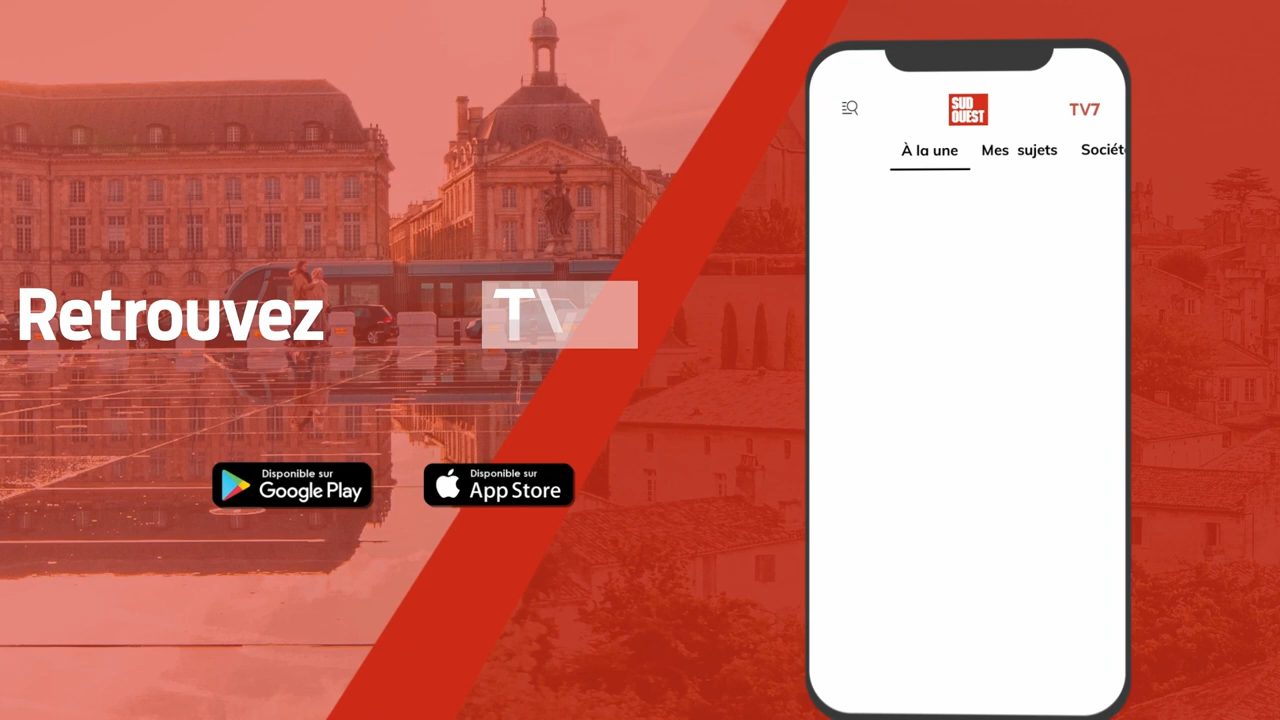 Retrouvez
Disponible sur
Google Play
Disponible sur
App Store
SUD
OUEST
TV7
À la une
Mes sujets